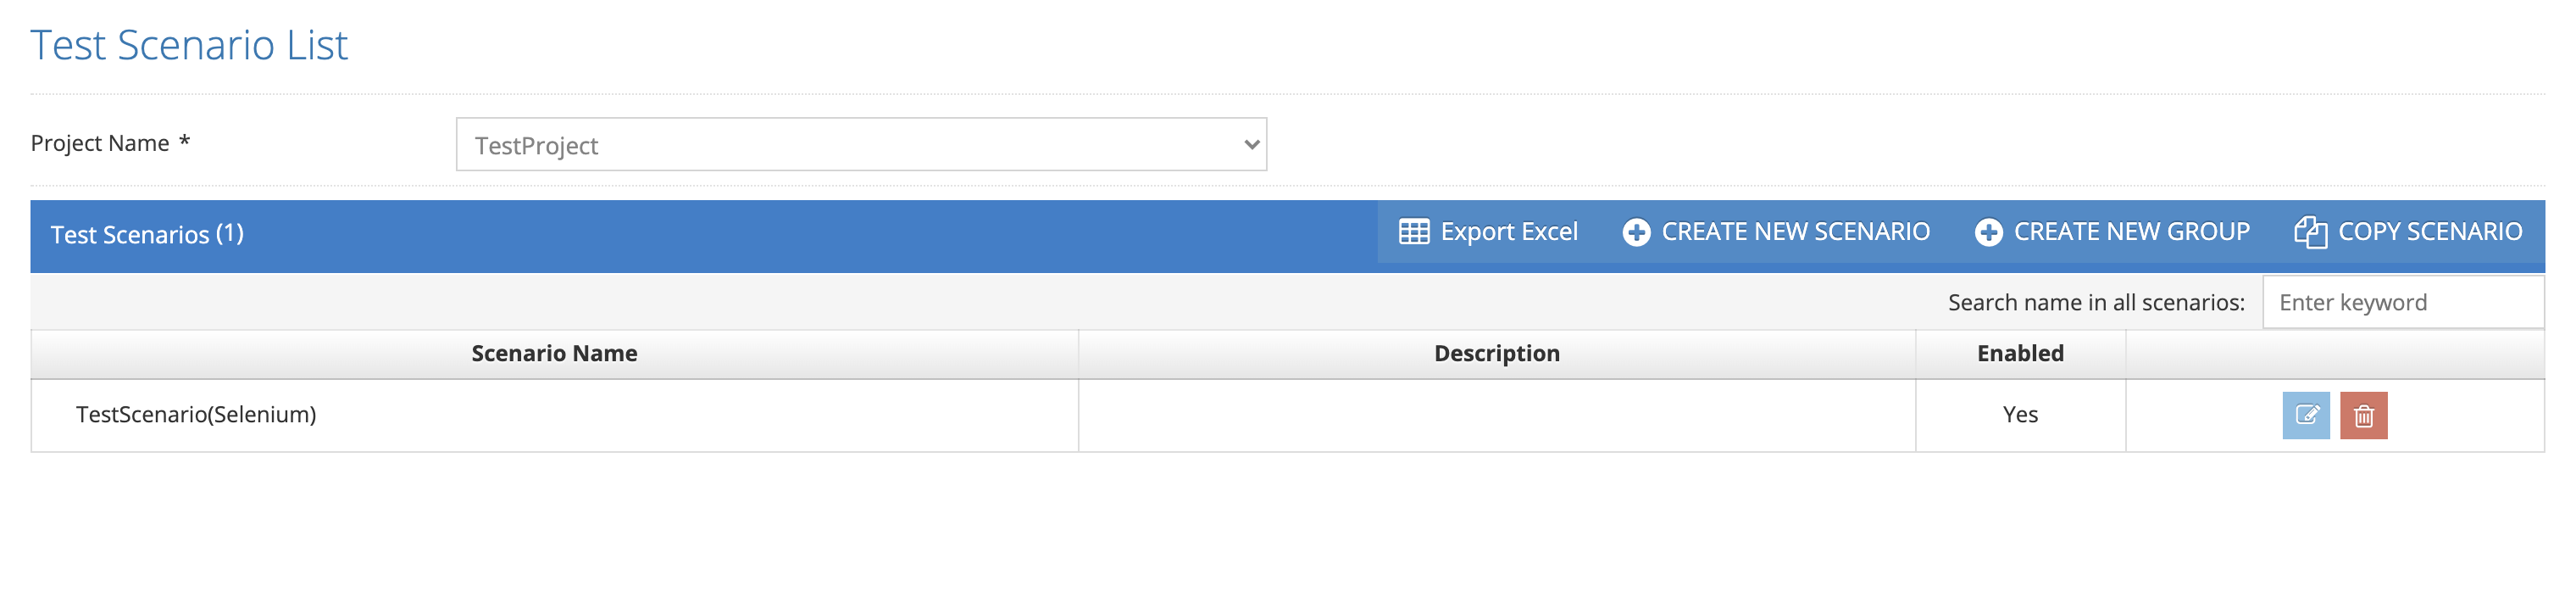 Test Scenario List
Project Name *
TestProject
Test Scenarios (1)
Export Excel
CREATE NEW SCENARIO
CREATE NEW GROUP
COPY SCENARIO
Search name in all scenarios:
Enter keyword
Scenario Name
Description
Enabled
TestScenario(Selenium)
Yes